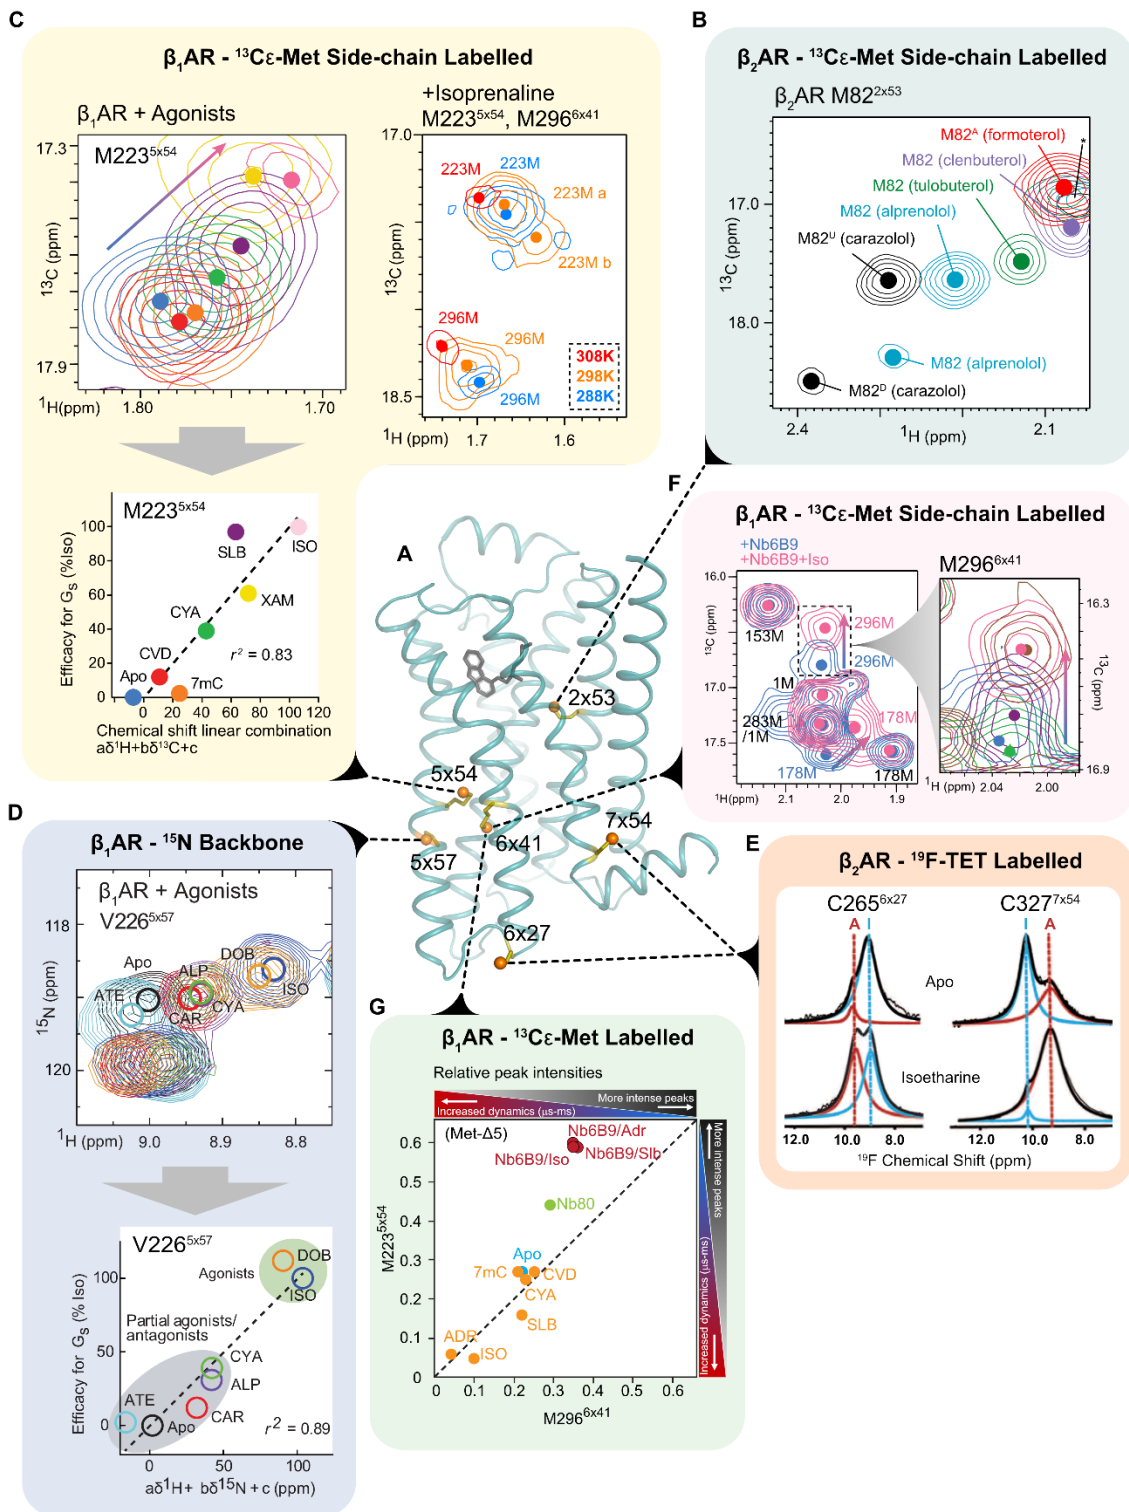 C
β₁AR - ¹³Cε-Met Side-chain Labelled
β₁AR + Agonists
M223⁵ˣ⁵⁴
17.3
17.9
¹³C (ppm)
¹H(ppm)
1.80
1.70
+Isoprenaline
M223⁵ˣ⁵⁴, M296⁶ˣ⁴¹
17.0
18.5
¹³C (ppm)
223M
223M
223M a
223M b
296M
296M
296M
308K
298K
288K
¹H (ppm)
1.7
1.6
M223⁵ˣ⁵⁴
Efficacy for Gₛ (%Iso)
100
80
60
40
20
0
SLB
ISO
XAM
CYA
CVD
Apo
7mC
r² = 0.83
0
20
40
60
80
100
120
Chemical shift linear combination
aδ¹H+bδ¹³C+c
B
β₂AR - ¹³Cε-Met Side-chain Labelled
β₂AR M82²ˣ⁵³
M82ᴬ (formoterol)
*
M82 (clenbuterol)
M82 (tulobuterol)
M82 (alprenolol)
M82ᵁ (carazolol)
M82 (alprenolol)
M82ᴰ (carazolol)
17.0
18.0
¹³C (ppm)
2.4
¹H (ppm)
2.1
A
2x53
5x54
5x57
6x41
7x54
6x27
F
β₁AR - ¹³Cε-Met Side-chain Labelled
+Nb6B9
+Nb6B9+Iso
16.0
17.0
17.5
¹³C (ppm)
153M
296M
296M
1M
283M
/1M
178M
178M
178M
¹H(ppm)
2.1
2.0
1.9
M296⁶ˣ⁴¹
16.3
16.9
¹³C (ppm)
¹H (ppm)
2.04
2.00
D
β₁AR - ¹⁵N Backbone
β₁AR + Agonists
V226⁵ˣ⁵⁷
118
120
¹⁵N (ppm)
Apo
ATE
ALP
CAR
CYA
DOB
ISO
¹H (ppm)
9.0
8.9
8.8
V226⁵ˣ⁵⁷
Efficacy for Gₛ (% Iso)
100
50
0
Agonists
DOB
ISO
Partial agonists/
antagonists
CYA
ALP
ATE
Apo
CAR
r² = 0.89
0
50
100
aδ¹H+ bδ¹⁵N + c (ppm)
E
β₂AR - ¹⁹F-TET Labelled
C265⁶ˣ²⁷
C327⁷ˣ⁵⁴
A
I
I
A
Apo
Isoetharine
12.0
10.0
8.0
12.0
10.0
8.0
¹⁹F Chemical Shift (ppm)
G
β₁AR - ¹³Cε-Met Labelled
Relative peak intensities
More intense peaks
Increased dynamics (μs-ms)
(Met-Δ5)
Nb6B9/Adr
Nb6B9/Iso
Nb6B9/Slb
Nb80
Apo
7mC
CVD
CYA
SLB
ADR
ISO
More intense peaks
Increased dynamics (μs-ms)
M223⁵ˣ⁵⁴
0.6
0.5
0.4
0.3
0.2
0.1
0
0
0.1
0.2
0.3
0.4
0.5
0.6
M296⁶ˣ⁴¹